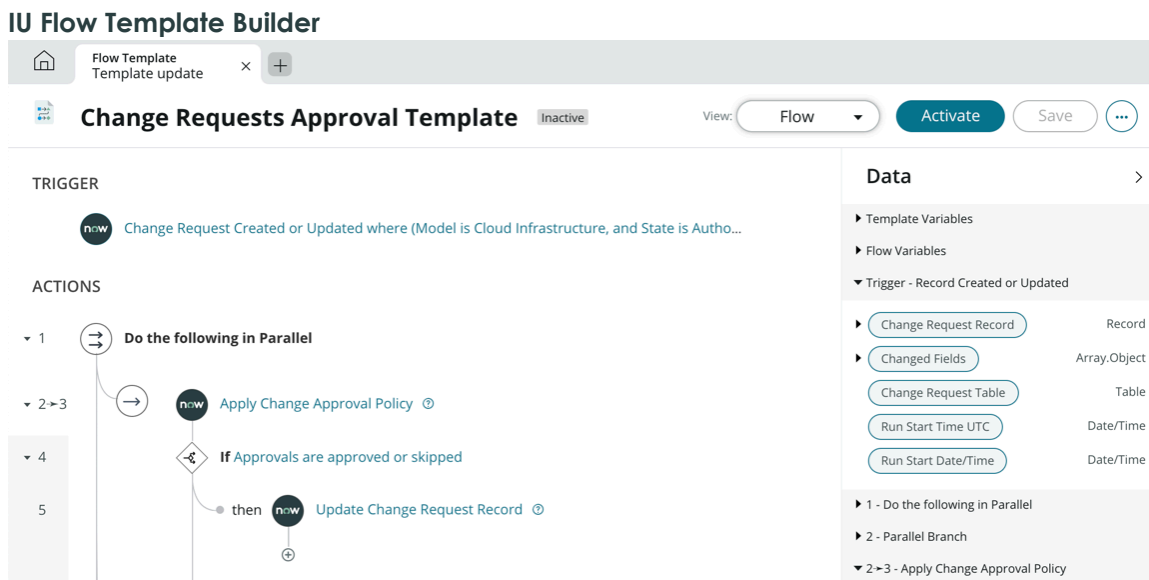 IU Flow Template Builder
Flow Template
Template update
Change Requests Approval Template
Inactive
View:
Flow
Activate
Save
TRIGGER
now
Change Request Created or Updated where (Model is Cloud Infrastructure, and State is Autho...
ACTIONS
1
Do the following in Parallel
2➛3
now
Apply Change Approval Policy
4
If Approvals are approved or skipped
5
then
now
Update Change Request Record
Data
Template Variables
Flow Variables
Trigger - Record Created or Updated
Change Request Record Record
Changed Fields Array.Object
Change Request Table Table
Run Start Time UTC Date/Time
Run Start Date/Time Date/Time
1 - Do the following in Parallel
2 - Parallel Branch
2➛3 - Apply Change Approval Policy